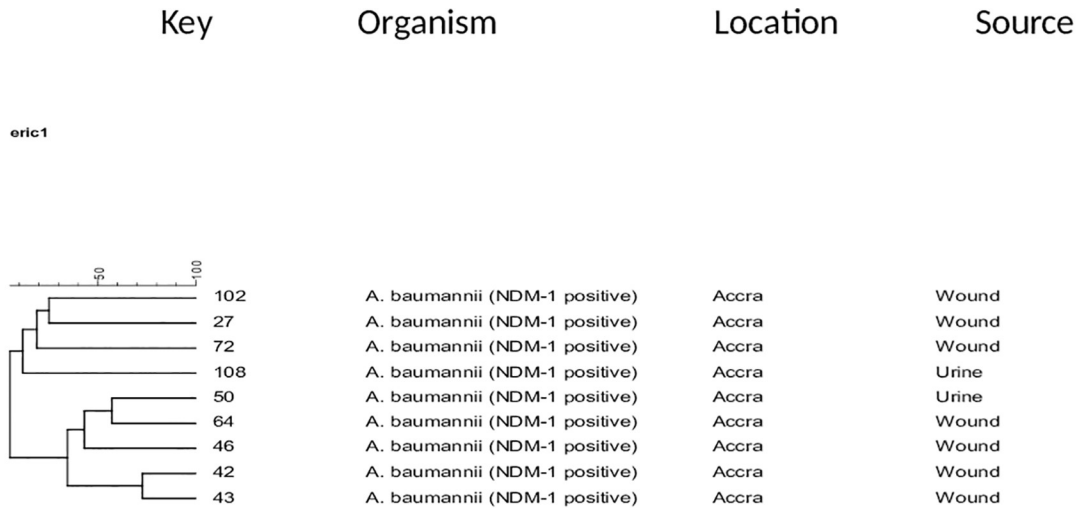 Key Organism Location Source
eric1
50 100
102 A. baumannii (NDM-1 positive) Accra Wound
27 A. baumannii (NDM-1 positive) Accra Wound
72 A. baumannii (NDM-1 positive) Accra Wound
108 A. baumannii (NDM-1 positive) Accra Urine
50 A. baumannii (NDM-1 positive) Accra Urine
64 A. baumannii (NDM-1 positive) Accra Wound
46 A. baumannii (NDM-1 positive) Accra Wound
42 A. baumannii (NDM-1 positive) Accra Wound
43 A. baumannii (NDM-1 positive) Accra Wound